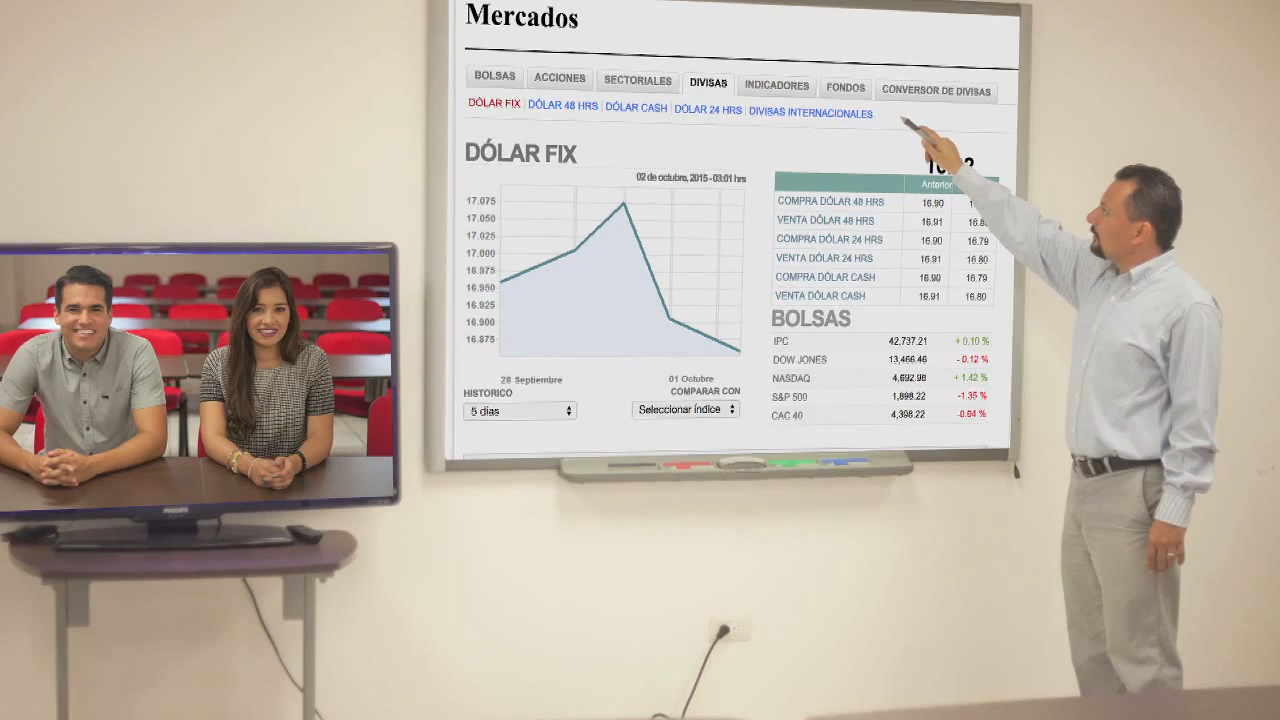 Mercados
BOLSAS ACCIONES SECTORIALES DIVISAS INDICADORES FONDOS CONVERSOR DE DIVISAS
DÓLAR FIX DÓLAR 48 HRS DÓLAR CASH DÓLAR 24 HRS DIVISAS INTERNACIONALES
DÓLAR FIX
02 de octubre, 2015 - 03:01 hrs
17.075
17.050
17.025
17.000
16.975
16.950
16.925
16.900
16.875
28 Septiembre 01 Octubre
HISTORICO COMPARAR CON
5 días Seleccionar Índice
Anterior
COMPRA DÓLAR 48 HRS 16.90
VENTA DÓLAR 48 HRS 16.91
COMPRA DÓLAR 24 HRS 16.90 16.79
VENTA DÓLAR 24 HRS 16.91 16.80
COMPRA DÓLAR CASH 16.90 16.79
VENTA DÓLAR CASH 16.91 16.80
BOLSAS
IPC 42,737.21 + 0.10 %
DOW JONES 13,466.46 - 0.12 %
NASDAQ 4,692.96 + 1.42 %
S&P 500 1,898.22 -1.35 %
CAC 40 4,398.22 -0.64 %
PHILIPS